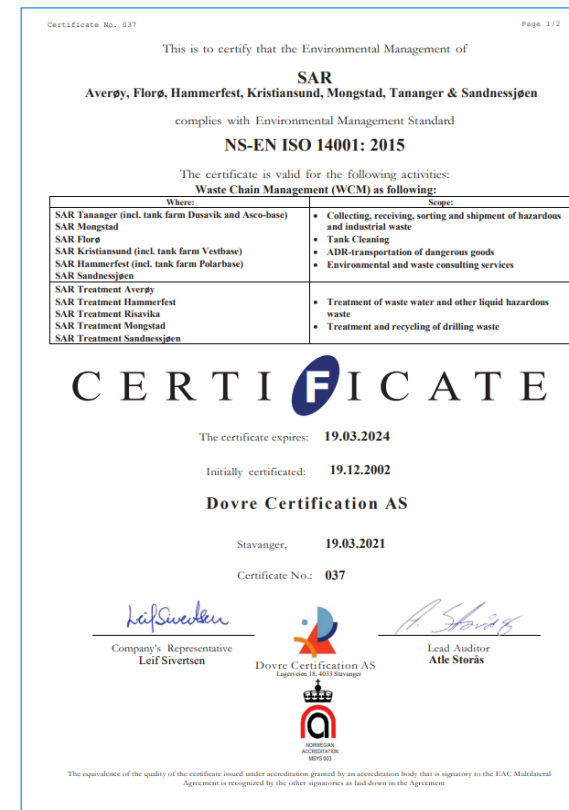 Certificate No. 037
Page 1/2
This is to certify that the Environmental Management of
SAR
Averøy, Florø, Hammerfest, Kristiansund, Mongstad, Tananger & Sandnessjøen
complies with Environmental Management Standard
NS-EN ISO 14001: 2015
The certificate is valid for the following activities:
Waste Chain Management (WCM) as following:
Where:
Scope:
SAR Tananger (incl. tank farm Dusavik and Asco-base)
SAR Mongstad
SAR Florø
SAR Kristiansund (incl. tank farm Vestbase)
SAR Hammerfest (incl. tank farm Polarbase)
SAR Sandnessjøen
• Collecting, receiving, sorting and shipment of hazardous
and industrial waste
• Tank Cleaning
• ADR-transportation of dangerous goods
• Environmental and waste consulting services
SAR Treatment Averøy
SAR Treatment Hammerfest
SAR Treatment Risavika
SAR Treatment Mongstad
SAR Treatment Sandnessjøen
• Treatment of waste water and other liquid hazardous
waste
• Treatment and recycling of drilling waste
CERTIFICATE
The certificate expires: 19.03.2024
Initially certificated: 19.12.2002
Dovre Certification AS
Stavanger, 19.03.2021
Certificate No.: 037
Leif Sivertsen
A. Storås
Company's Representative
Leif Sivertsen
Lead Auditor
Atle Storås
Dovre Certification AS
Lagerveien 18, 4033 Stavanger
NORWEGIAN
ACCREDITATION
MSYS 003
The equivalence of the quality of the certificate issued under accreditation granted by an accreditation body that is signatory to the EAC Multilateral
Agreement is recognized by the other signatories as laid down in the Agreement